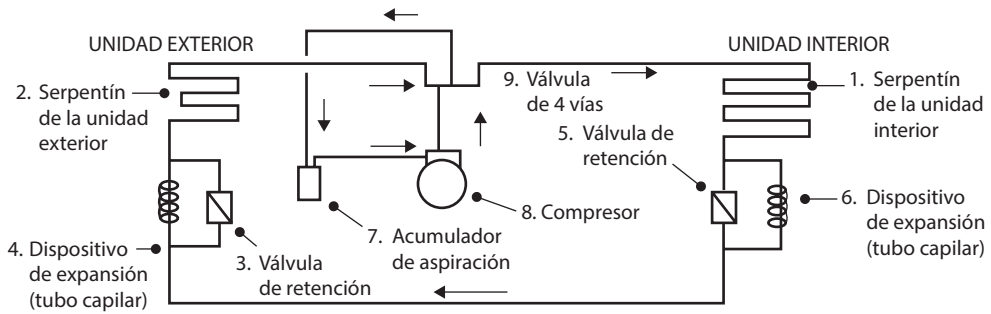 UNIDAD EXTERIOR
UNIDAD INTERIOR
2. Serpentín
de la unidad
exterior
9. Válvula
de 4 vías
1. Serpentín
de la unidad
interior
5. Válvula de
retención
8. Compresor
6. Dispositivo
de expansión
(tubo capilar)
7. Acumulador
de aspiración
4. Dispositivo
de expansión
(tubo capilar)
3. Válvula
de retención